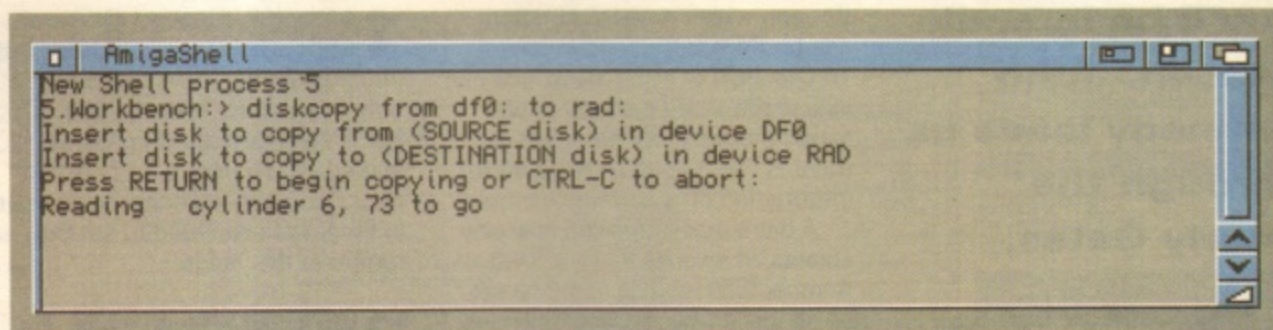 AmigaShell
New Shell process 5
5.Workbench:> diskcopy from df0: to rad:
Insert disk to copy from (SOURCE disk) in device DF0
Insert disk to copy to (DESTINATION disk) in device RAD
Press RETURN to begin copying or CTRL-C to abort:
Reading   cylinder 6, 73 to go